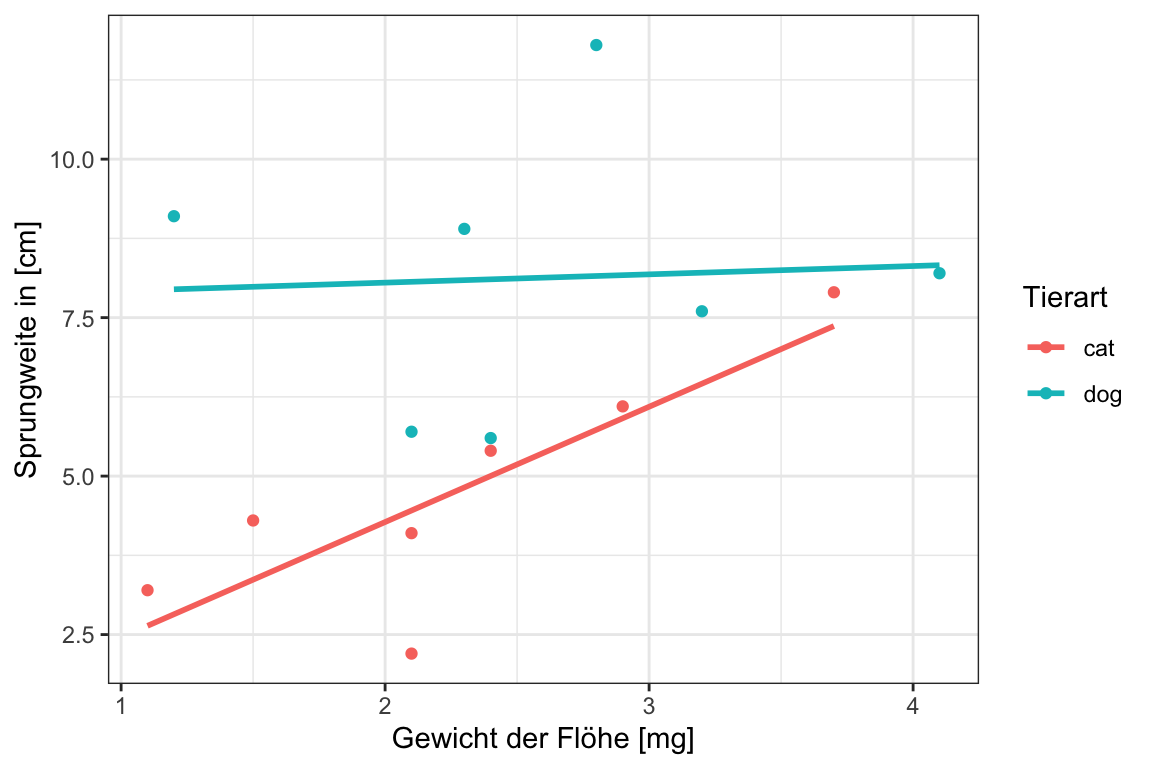 10.0
7.5
5.0
2.5
Sprungweite in [cm]
1 2 3 4
Gewicht der Flöhe [mg]
Tierart
cat
dog